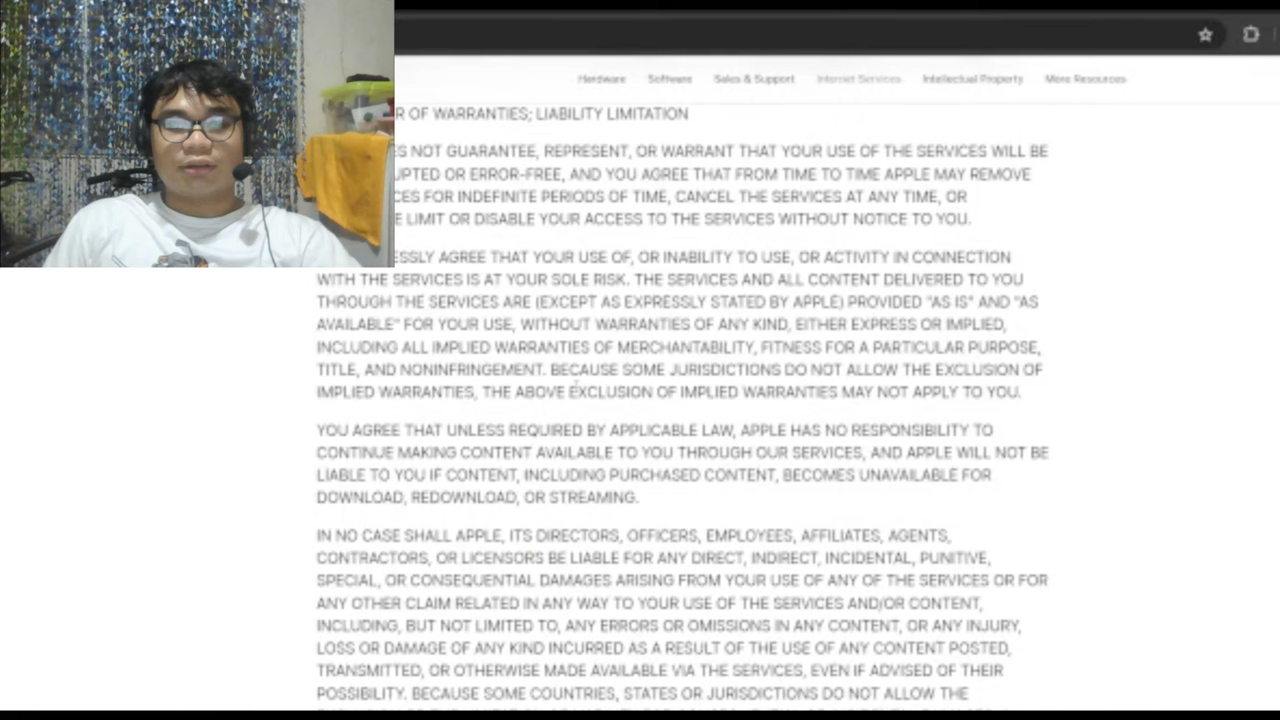 Hardware Software Sales & Support Internet Services Intellectual Property More Resources
R OF WARRANTIES; LIABILITY LIMITATION
ES NOT GUARANTEE, REPRESENT, OR WARRANT THAT YOUR USE OF THE SERVICES WILL BE
UPTED OR ERROR-FREE, AND YOU AGREE THAT FROM TIME TO TIME APPLE MAY REMOVE
CES FOR INDEFINITE PERIODS OF TIME, CANCEL THE SERVICES AT ANY TIME, OR
E LIMIT OR DISABLE YOUR ACCESS TO THE SERVICES WITHOUT NOTICE TO YOU.
ESSLY AGREE THAT YOUR USE OF, OR INABILITY TO USE, OR ACTIVITY IN CONNECTION
WITH THE SERVICES IS AT YOUR SOLE RISK. THE SERVICES AND ALL CONTENT DELIVERED TO YOU
THROUGH THE SERVICES ARE (EXCEPT AS EXPRESSLY STATED BY APPLE) PROVIDED "AS IS" AND "AS
AVAILABLE" FOR YOUR USE, WITHOUT WARRANTIES OF ANY KIND, EITHER EXPRESS OR IMPLIED,
INCLUDING ALL IMPLIED WARRANTIES OF MERCHANTABILITY, FITNESS FOR A PARTICULAR PURPOSE,
TITLE, AND NONINFRINGEMENT. BECAUSE SOME JURISDICTIONS DO NOT ALLOW THE EXCLUSION OF
IMPLIED WARRANTIES, THE ABOVE EXCLUSION OF IMPLIED WARRANTIES MAY NOT APPLY TO YOU.
YOU AGREE THAT UNLESS REQUIRED BY APPLICABLE LAW, APPLE HAS NO RESPONSIBILITY TO
CONTINUE MAKING CONTENT AVAILABLE TO YOU THROUGH OUR SERVICES, AND APPLE WILL NOT BE
LIABLE TO YOU IF CONTENT, INCLUDING PURCHASED CONTENT, BECOMES UNAVAILABLE FOR
DOWNLOAD, REDOWNLOAD, OR STREAMING.
IN NO CASE SHALL APPLE, ITS DIRECTORS, OFFICERS, EMPLOYEES, AFFILIATES, AGENTS,
CONTRACTORS, OR LICENSORS BE LIABLE FOR ANY DIRECT, INDIRECT, INCIDENTAL, PUNITIVE,
SPECIAL, OR CONSEQUENTIAL DAMAGES ARISING FROM YOUR USE OF ANY OF THE SERVICES OR FOR
ANY OTHER CLAIM RELATED IN ANY WAY TO YOUR USE OF THE SERVICES AND/OR CONTENT,
INCLUDING, BUT NOT LIMITED TO, ANY ERRORS OR OMISSIONS IN ANY CONTENT, OR ANY INJURY,
LOSS OR DAMAGE OF ANY KIND INCURRED AS A RESULT OF THE USE OF ANY CONTENT POSTED,
TRANSMITTED, OR OTHERWISE MADE AVAILABLE VIA THE SERVICES, EVEN IF ADVISED OF THEIR
POSSIBILITY. BECAUSE SOME COUNTRIES, STATES OR JURISDICTIONS DO NOT ALLOW THE